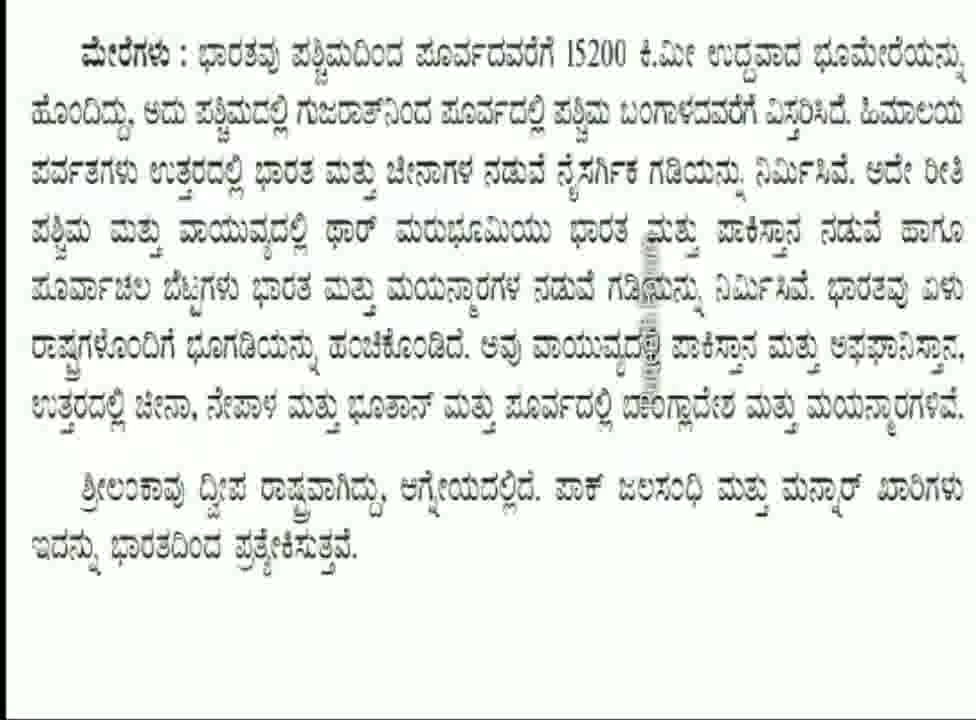 ಮೇರೆಗಳು : ಭಾರತವು ಪಶ್ಚಿಮದಿಂದ ಪೂರ್ವದವರೆಗೆ 15200 ಕಿ.ಮೀ ಉದ್ದವಾದ ಭೂಮೇರೆಯನ್ನು
ಹೊಂದಿದ್ದು, ಅದು ಪಶ್ಚಿಮದಲ್ಲಿ ಗುಜರಾತ್‌ನಿಂದ ಪೂರ್ವದಲ್ಲಿ ಪಶ್ಚಿಮ ಬಂಗಾಳದವರೆಗೆ ವಿಸ್ತರಿಸಿದೆ. ಹಿಮಾಲಯ
ಪರ್ವತಗಳು ಉತ್ತರದಲ್ಲಿ ಭಾರತ ಮತ್ತು ಚೀನಾಗಳ ನಡುವೆ ನೈಸರ್ಗಿಕ ಗಡಿಯನ್ನು ನಿರ್ಮಿಸಿವೆ. ಅದೇ ರೀತಿ
ಪಶ್ಚಿಮ ಮತ್ತು ವಾಯುವ್ಯದಲ್ಲಿ ಥಾರ್ ಮರುಭೂಮಿಯು ಭಾರತ ಮತ್ತು ಪಾಕಿಸ್ತಾನ ನಡುವೆ ಹಾಗೂ
ಪೂರ್ವಾಚಲ ಬೆಟ್ಟಗಳು ಭಾರತ ಮತ್ತು ಮಯನ್ಮಾರಗಳ ನಡುವೆ ಗಡಿಯನ್ನು ನಿರ್ಮಿಸಿವೆ. ಭಾರತವು ಏಳು
ರಾಷ್ಟ್ರಗಳೊಂದಿಗೆ ಭೂಗಡಿಯನ್ನು ಹಂಚಿಕೊಂಡಿದೆ. ಅವು ವಾಯುವ್ಯದಲ್ಲಿ ಪಾಕಿಸ್ತಾನ ಮತ್ತು ಅಫಘಾನಿಸ್ತಾನ,
ಉತ್ತರದಲ್ಲಿ ಚೀನಾ, ನೇಪಾಳ ಮತ್ತು ಭೂತಾನ್ ಮತ್ತು ಪೂರ್ವದಲ್ಲಿ ಬಾಂಗ್ಲಾದೇಶ ಮತ್ತು ಮಯನ್ಮಾರಗಳಿವೆ.
ಶ್ರೀಲಂಕಾವು ದ್ವೀಪ ರಾಷ್ಟ್ರವಾಗಿದ್ದು, ಆಗ್ನೇಯದಲ್ಲಿದೆ. ಪಾಕ್ ಜಲಸಂಧಿ ಮತ್ತು ಮನ್ನಾರ್ ಖಾರಿಗಳು
ಇದನ್ನು ಭಾರತದಿಂದ ಪ್ರತ್ಯೇಕಿಸುತ್ತವೆ.